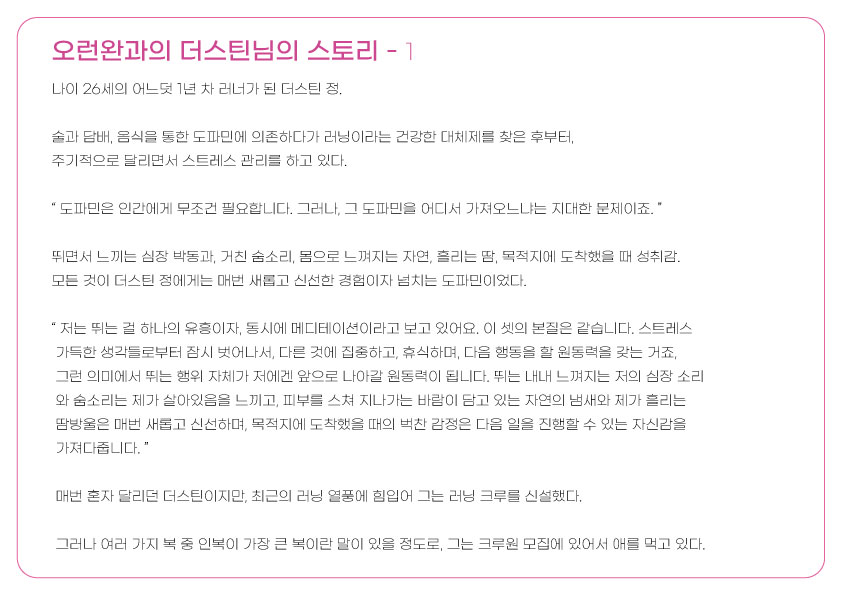 오런완과의 더스틴님의 스토리 - 1
나이 26세의 어느덧 1년 차 러너가 된 더스틴 정.
술과 담배, 음식을 통한 도파민에 의존하다가 러닝이라는 건강한 대체제를 찾은 후부터,
주기적으로 달리면서 스트레스 관리를 하고 있다.
“ 도파민은 인간에게 무조건 필요합니다. 그러나, 그 도파민을 어디서 가져오느냐는 지대한 문제이죠. ”
뛰면서 느끼는 심장 박동과, 거친 숨소리, 몸으로 느껴지는 자연, 흘리는 땀, 목적지에 도착했을 때 성취감.
모든 것이 더스틴 정에게는 매번 새롭고 신선한 경험이자 넘치는 도파민이었다.
“ 저는 뛰는 걸 하나의 유흥이자, 동시에 메디테이션이라고 보고 있어요. 이 셋의 본질은 같습니다. 스트레스
가득한 생각들로부터 잠시 벗어나서, 다른 것에 집중하고, 휴식하며, 다음 행동을 할 원동력을 갖는 거죠,
그런 의미에서 뛰는 행위 자체가 저에겐 앞으로 나아갈 원동력이 됩니다. 뛰는 내내 느껴지는 저의 심장 소리
와 숨소리는 제가 살아있음을 느끼고, 피부를 스쳐 지나가는 바람이 담고 있는 자연의 냄새와 제가 흘리는
땀방울은 매번 새롭고 신선하며, 목적지에 도착했을 때의 벅찬 감정은 다음 일을 진행할 수 있는 자신감을
가져다줍니다. ”
매번 혼자 달리던 더스틴이지만, 최근의 러닝 열풍에 힘입어 그는 러닝 크루를 신설했다.
그러나 여러 가지 복 중 인복이 가장 큰 복이란 말이 있을 정도로, 그는 크루원 모집에 있어서 애를 먹고 있다.